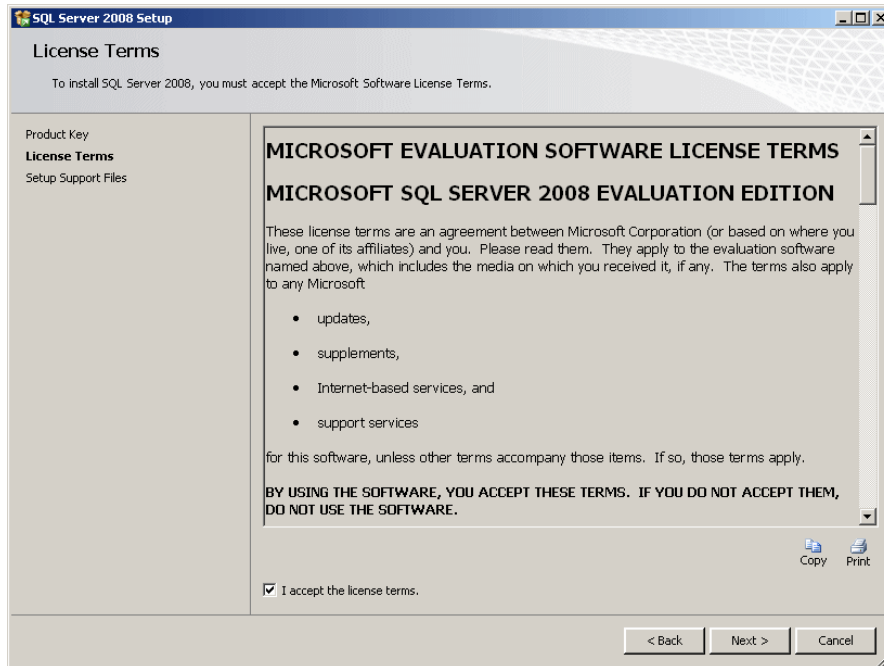 SQL Server 2008 Setup
License Terms
To install SQL Server 2008, you must accept the Microsoft Software License Terms.
Product Key
License Terms
Setup Support Files
MICROSOFT EVALUATION SOFTWARE LICENSE TERMS
MICROSOFT SQL SERVER 2008 EVALUATION EDITION
These license terms are an agreement between Microsoft Corporation (or based on where you
live, one of its affiliates) and you.  Please read them.  They apply to the evaluation software
named above, which includes the media on which you received it, if any.  The terms also apply
to any Microsoft
• updates,
• supplements,
• Internet-based services, and
• support services
for this software, unless other terms accompany those items.  If so, those terms apply.
BY USING THE SOFTWARE, YOU ACCEPT THESE TERMS.  IF YOU DO NOT ACCEPT THEM,
DO NOT USE THE SOFTWARE.
Copy Print
I accept the license terms.
< Back Next > Cancel